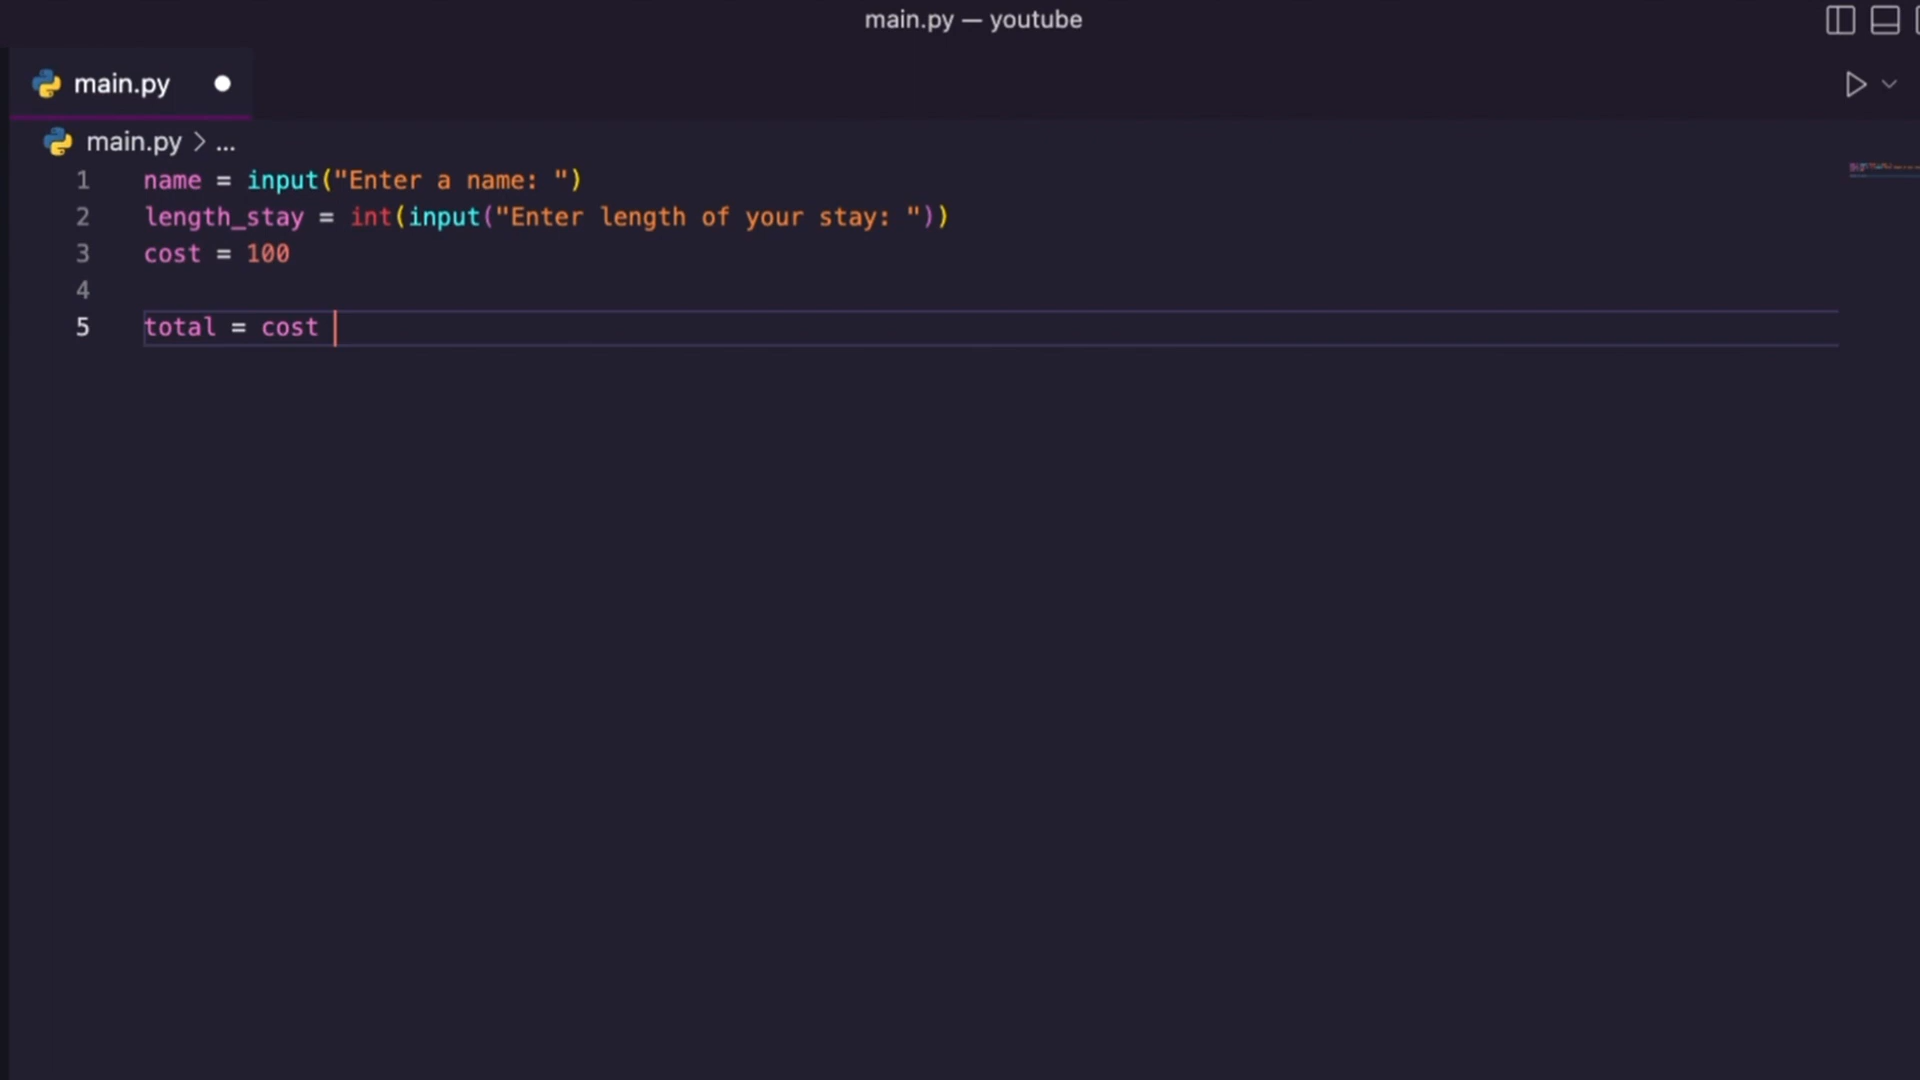 main.py — youtube
main.py
main.py > ...
1 name = input("Enter a name: ")
2 length_stay = int(input("Enter length of your stay: "))
3 cost = 100
4
5 total = cost